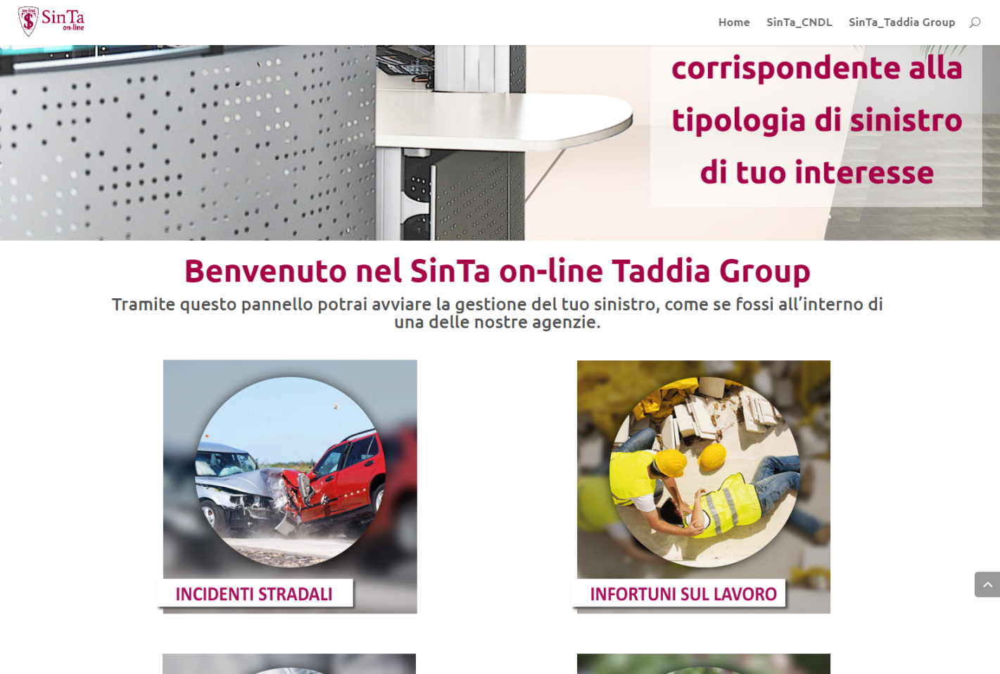 on-line
SinTa
on-line
Home SinTa_CNDL SinTa_Taddia Group
corrispondente alla
tipologia di sinistro
di tuo interesse
Benvenuto nel SinTa on-line Taddia Group
Tramite questo pannello potrai avviare la gestione del tuo sinistro, come se fossi all’interno di
una delle nostre agenzie.
INCIDENTI STRADALI
INFORTUNI SUL LAVORO